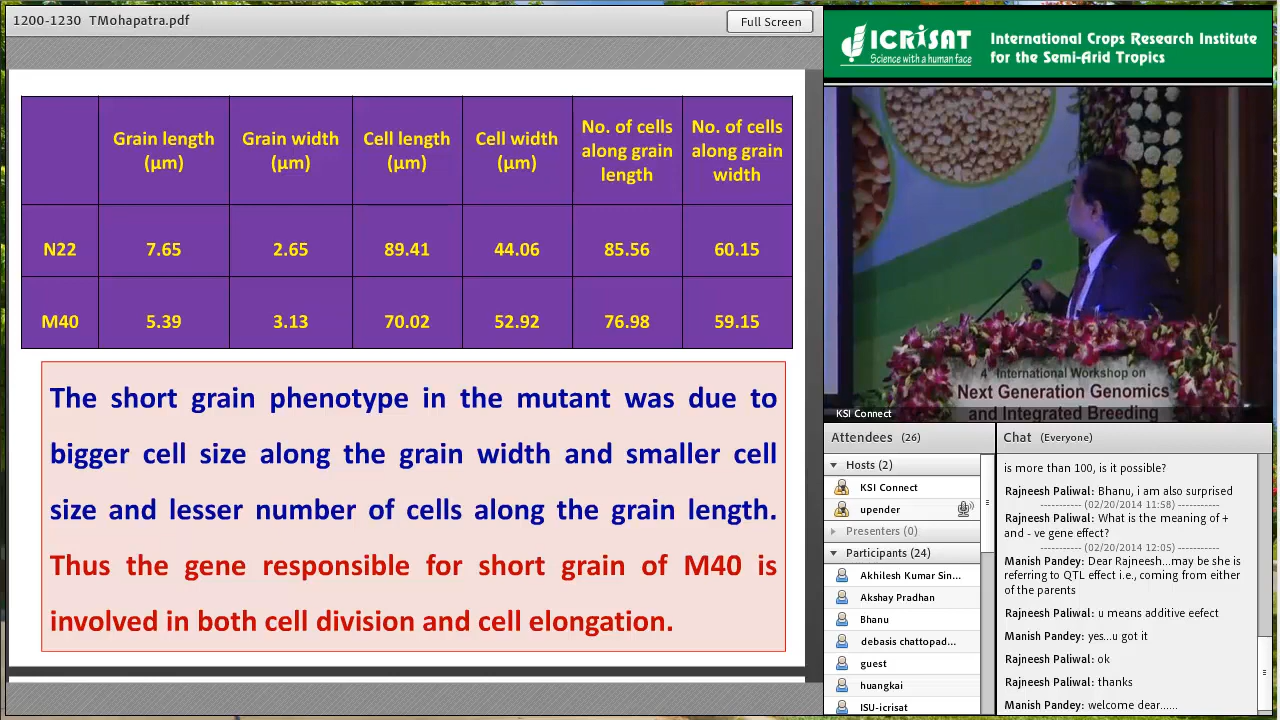 1200-1230 TMohapatra.pdf
Full Screen
Grain length (µm)
Grain width (µm)
Cell length (µm)
Cell width (µm)
No. of cells along grain length
No. of cells along grain width
N22 7.65 2.65 89.41 44.06 85.56 60.15
M40 5.39 3.13 70.02 52.92 76.98 59.15
The short grain phenotype in the mutant was due to
bigger cell size along the grain width and smaller cell
size and lesser number of cells along the grain length.
Thus the gene responsible for short grain of M40 is
involved in both cell division and cell elongation.
ICRISAT
Science with a human face
International Crops Research Institute
for the Semi-Arid Tropics
4th International Workshop on
Next Generation Genomics
and Integrated Breeding
KSI Connect
Attendees (26)
Hosts (2)
KSI Connect
upender
Presenters (0)
Participants (24)
Akhilesh Kumar Sin...
Akshay Pradhan
Bhanu
debasis chattopad...
guest
huangkai
ISU-icrisat
Chat (Everyone)
is more than 100, is it possible?
Rajneesh Paliwal: Bhanu, i am also surprised
----------- (02/20/2014 11:58) -----------
Rajneesh Paliwal: What is the meaning of +
and - ve gene effect?
----------- (02/20/2014 12:05) -----------
Manish Pandey: Dear Rajneesh...may be she is
referring to QTL effect i.e., coming from either
of the parents
Rajneesh Paliwal: u means additive eefect
Manish Pandey: yes...u got it
Rajneesh Paliwal: ok
Rajneesh Paliwal: thanks
Manish Pandey: welcome dear......